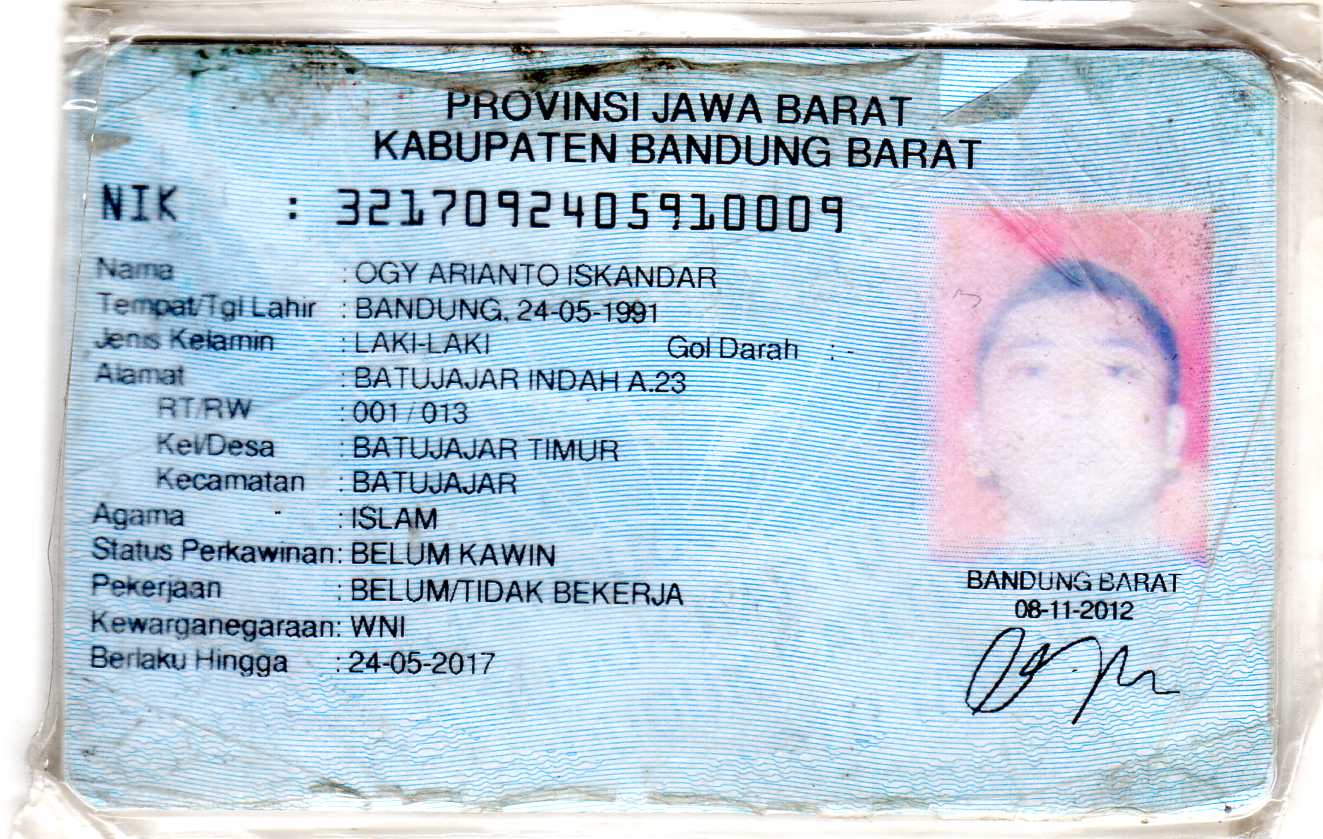 PROVINSI JAWA BARAT
KABUPATEN BANDUNG BARAT
NIK : 3217092405910009
Nama : OGY ARIANTO ISKANDAR
Tempat/Tgl Lahir : BANDUNG, 24-05-1991
Jenis Kelamin : LAKI-LAKI Gol Darah : -
Alamat : BATUJAJAR INDAH A.23
RT/RW : 001 / 013
Kel/Desa : BATUJAJAR TIMUR
Kecamatan : BATUJAJAR
Agama : ISLAM
Status Perkawinan: BELUM KAWIN
Pekerjaan : BELUM/TIDAK BEKERJA
Kewarganegaraan: WNI
Berlaku Hingga : 24-05-2017
BANDUNG BARAT
08-11-2012